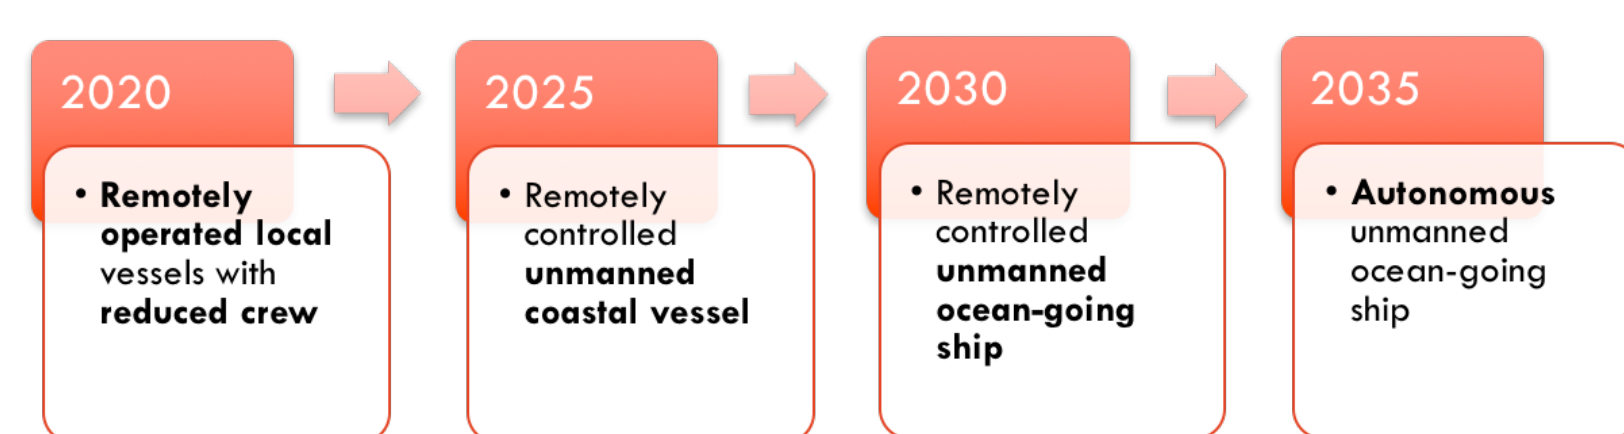 2020
• Remotely
operated local
vessels with
reduced crew
2025
• Remotely
controlled
unmanned
coastal vessel
2030
• Remotely
controlled
unmanned
ocean-going
ship
2035
• Autonomous
unmanned
ocean-going
ship